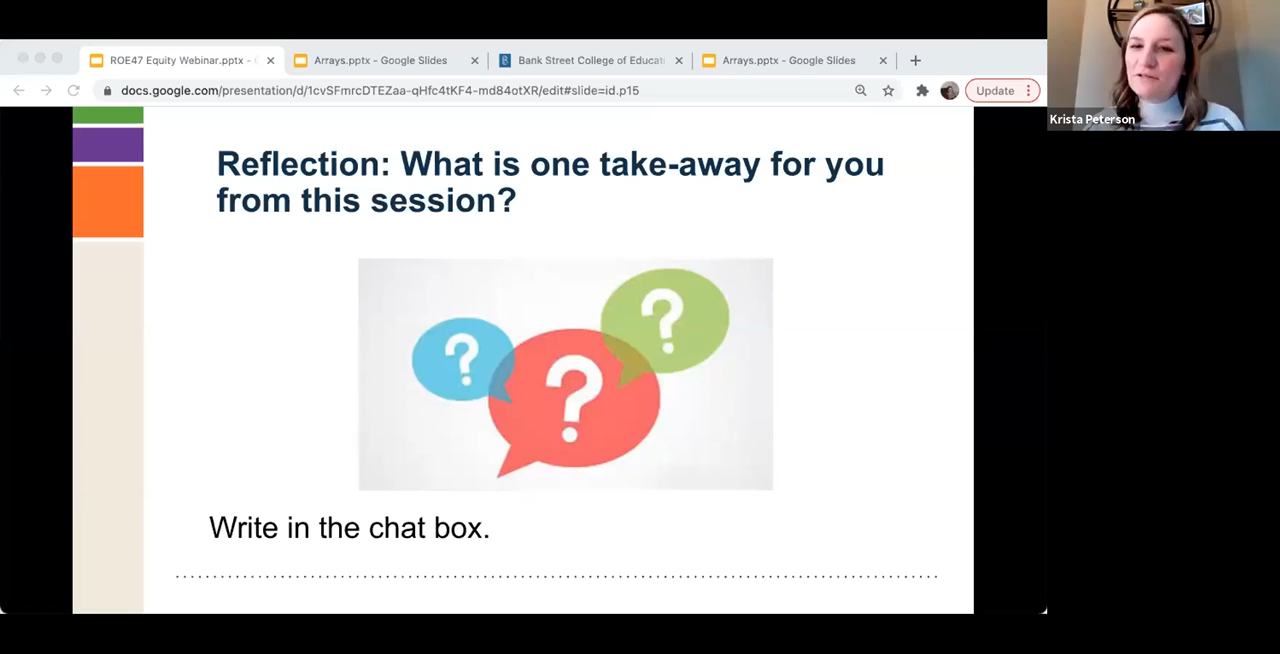 ROE47 Equity Webinar.pptx -
Arrays.pptx - Google Slides
Bank Street College of Educat
Arrays.pptx - Google Slides
docs.google.com/presentation/d/1cvSFmrcDTEZaa-qHfc4tKF4-md84otXR/edit#slide=id.p15
Update
Krista Peterson
Reflection: What is one take-away for you
from this session?
?
?
?
Write in the chat box.